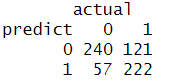 actual
predict 0 1
0 240 121
1 57 222